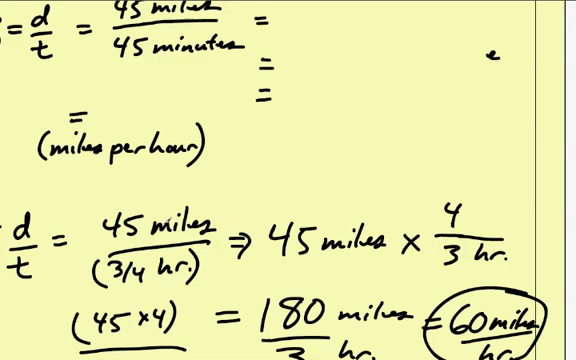 = d/t = 45 miles/45 minutes =
=
=
e
=
(miles per hour)
d/t = 45 miles/(3/4 hr.) ⇒ 45 miles × 4/3 hr.
(45 × 4) = 180 miles/3 hr. = 60 miles/hr